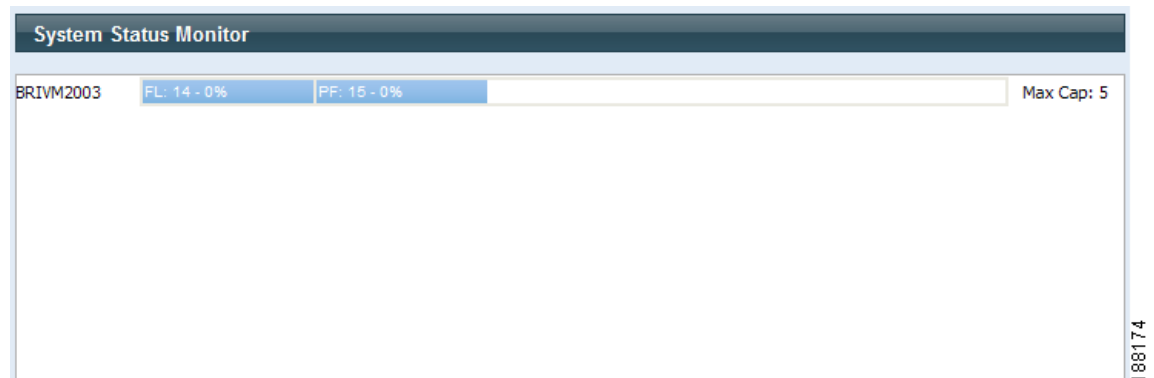 System Status Monitor
BRIVM2003 FL: 14 - 0% PF: 15 - 0% Max Cap: 5
188174